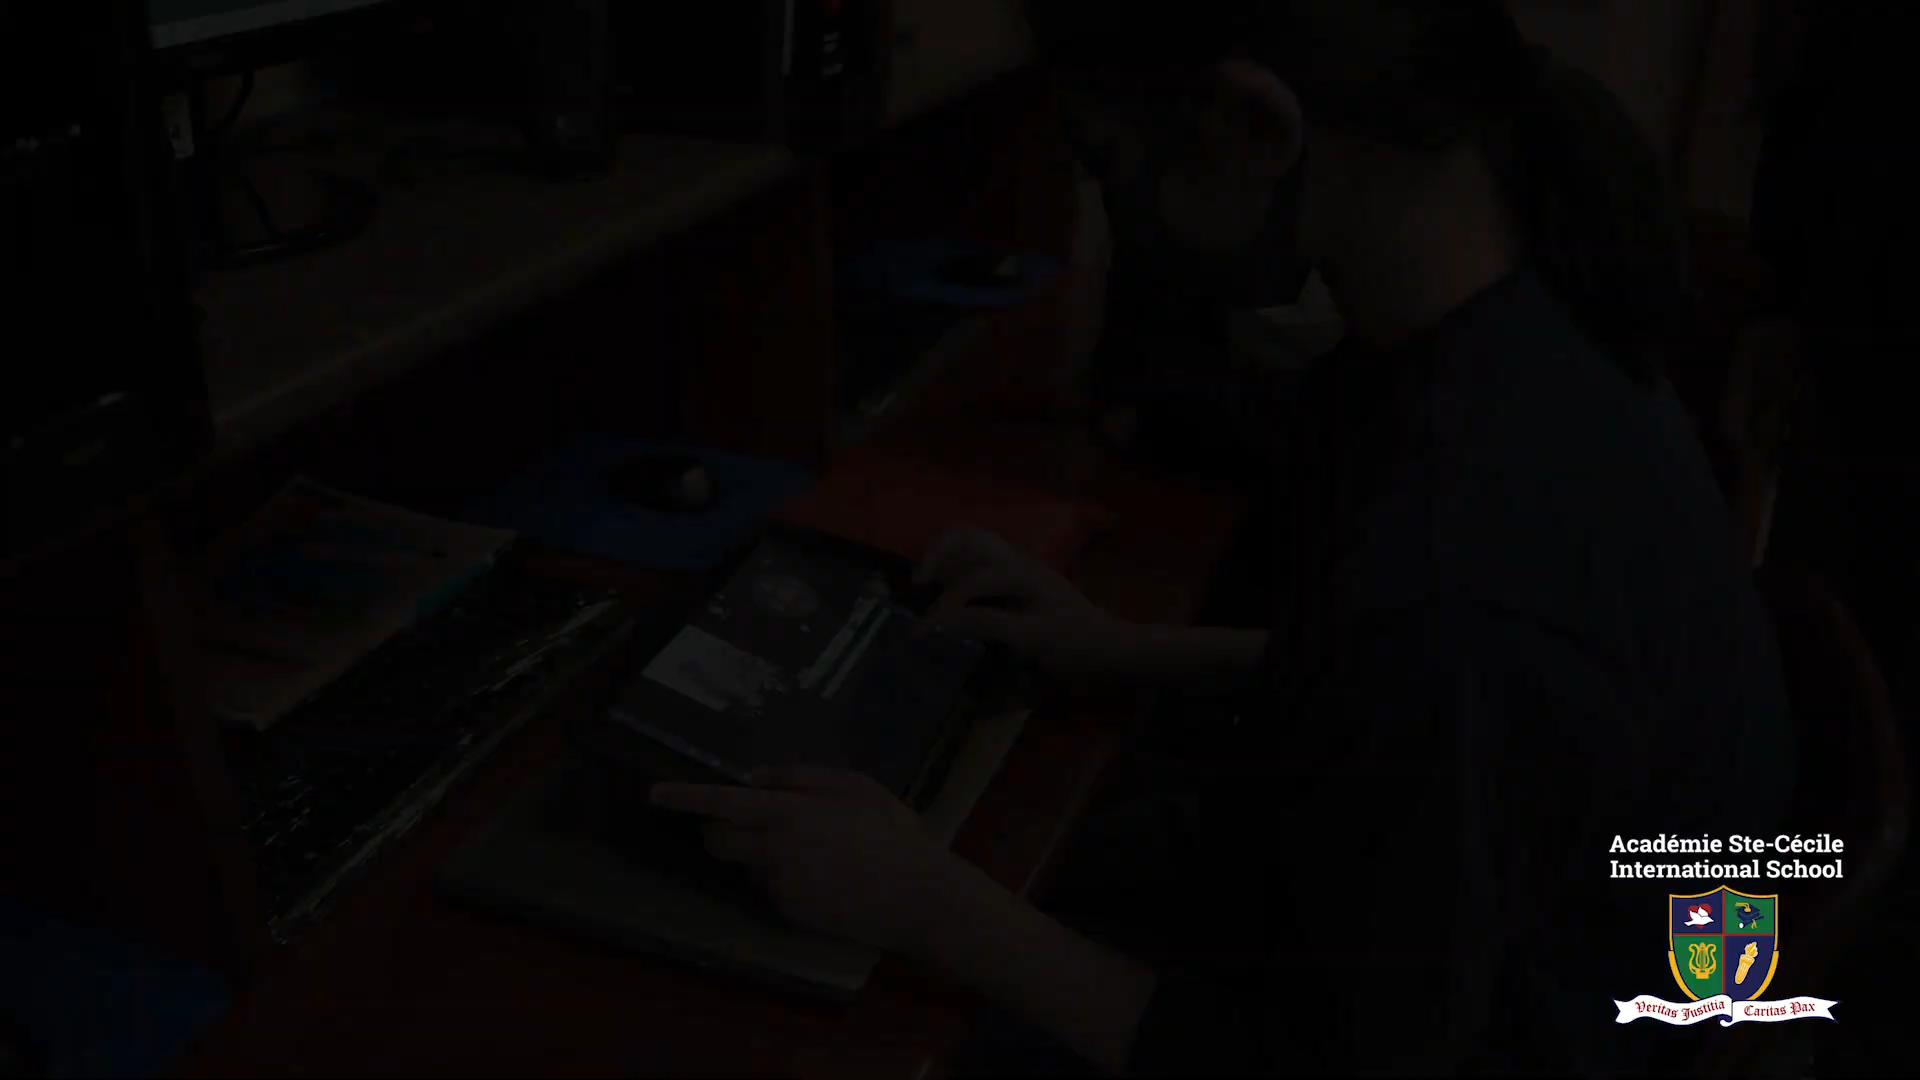 Académie Ste-Cécile
International School
Veritas Justitia Caritas Pax